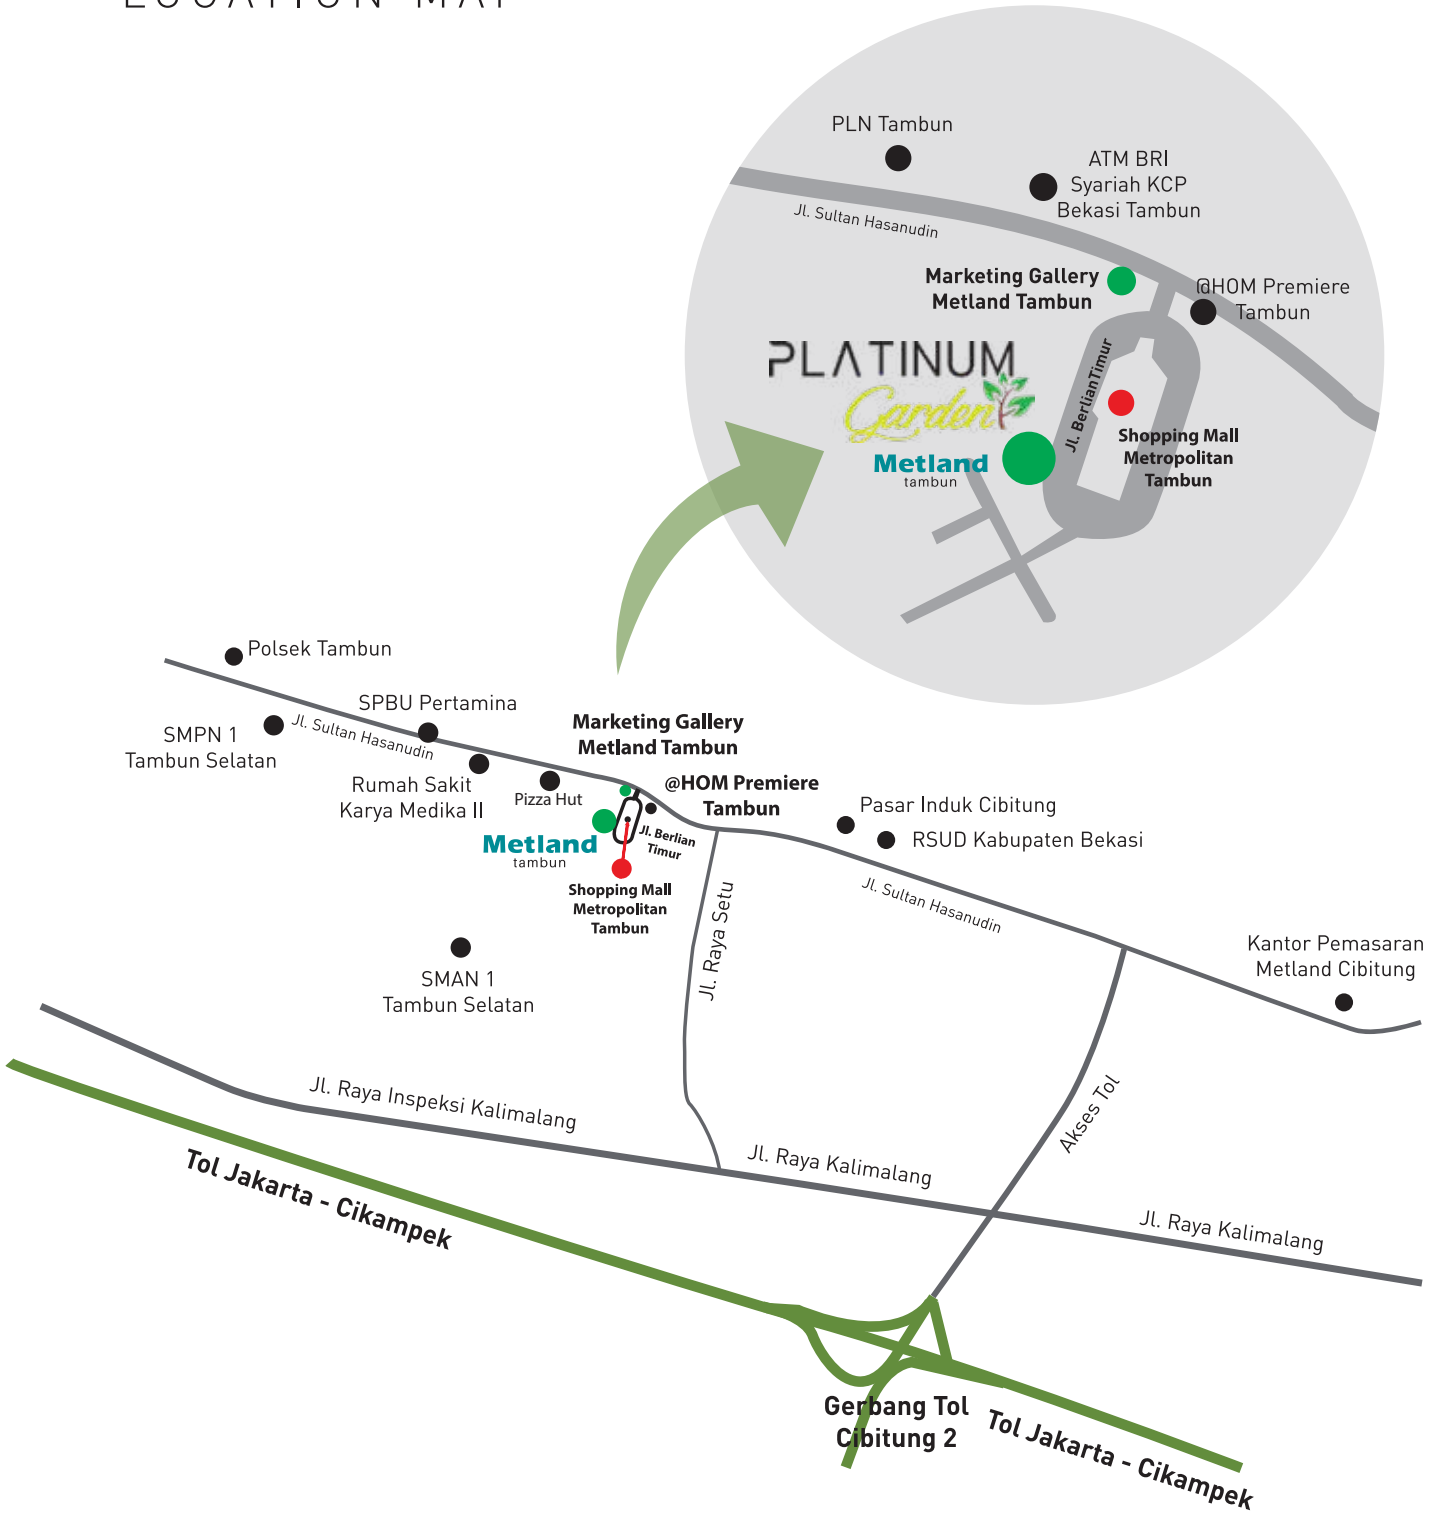 LOCATION MAP
PLN Tambun
ATM BRI
Syariah KCP
Bekasi Tambun
Jl. Sultan Hasanudin
Marketing Gallery
Metland Tambun
@HOM Premiere
Tambun
PLATINUM
Garden
Metland
tambun
Jl. Berlian Timur
Shopping Mall
Metropolitan
Tambun
Polsek Tambun
SPBU Pertamina
SMPN 1
Tambun Selatan
Jl. Sultan Hasanudin
Rumah Sakit
Karya Medika II
Pizza Hut
Marketing Gallery
Metland Tambun
@HOM Premiere
Tambun
Metland
tambun
Jl. Berlian
Timur
Shopping Mall
Metropolitan
Tambun
Pasar Induk Cibitung
RSUD Kabupaten Bekasi
Jl. Sultan Hasanudin
Jl. Raya Setu
SMAN 1
Tambun Selatan
Kantor Pemasaran
Metland Cibitung
Jl. Raya Inspeksi Kalimalang
Akses Tol
Jl. Raya Kalimalang
Jl. Raya Kalimalang
Tol Jakarta - Cikampek
Gerbang Tol
Cibitung 2
Tol Jakarta - Cikampek